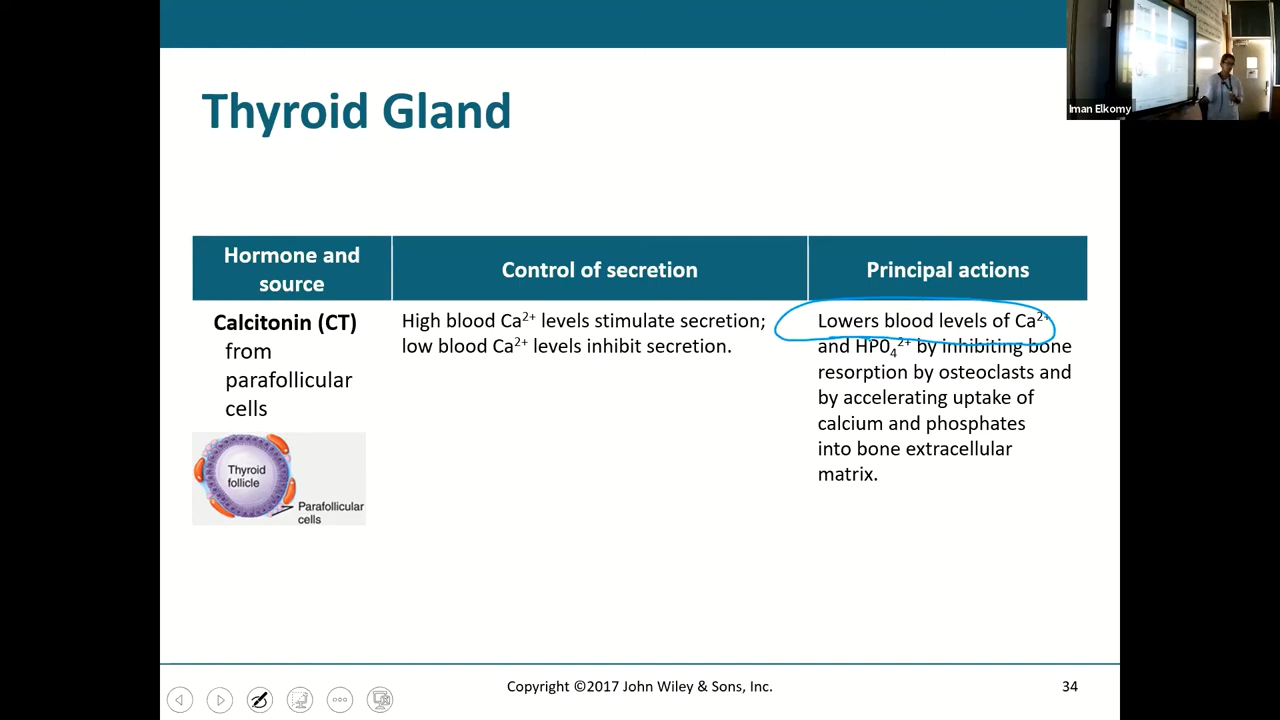 Thyroid Gland
Iman Elkomy
Hormone and
source
Control of secretion
Principal actions
Calcitonin (CT)
from
parafollicular
cells
High blood Ca²⁺ levels stimulate secretion;
low blood Ca²⁺ levels inhibit secretion.
Lowers blood levels of Ca²⁺
and HP0₄²⁺ by inhibiting bone
resorption by osteoclasts and
by accelerating uptake of
calcium and phosphates
into bone extracellular
matrix.
Thyroid
follicle
Parafollicular
cells
Copyright ©2017 John Wiley & Sons, Inc.
34